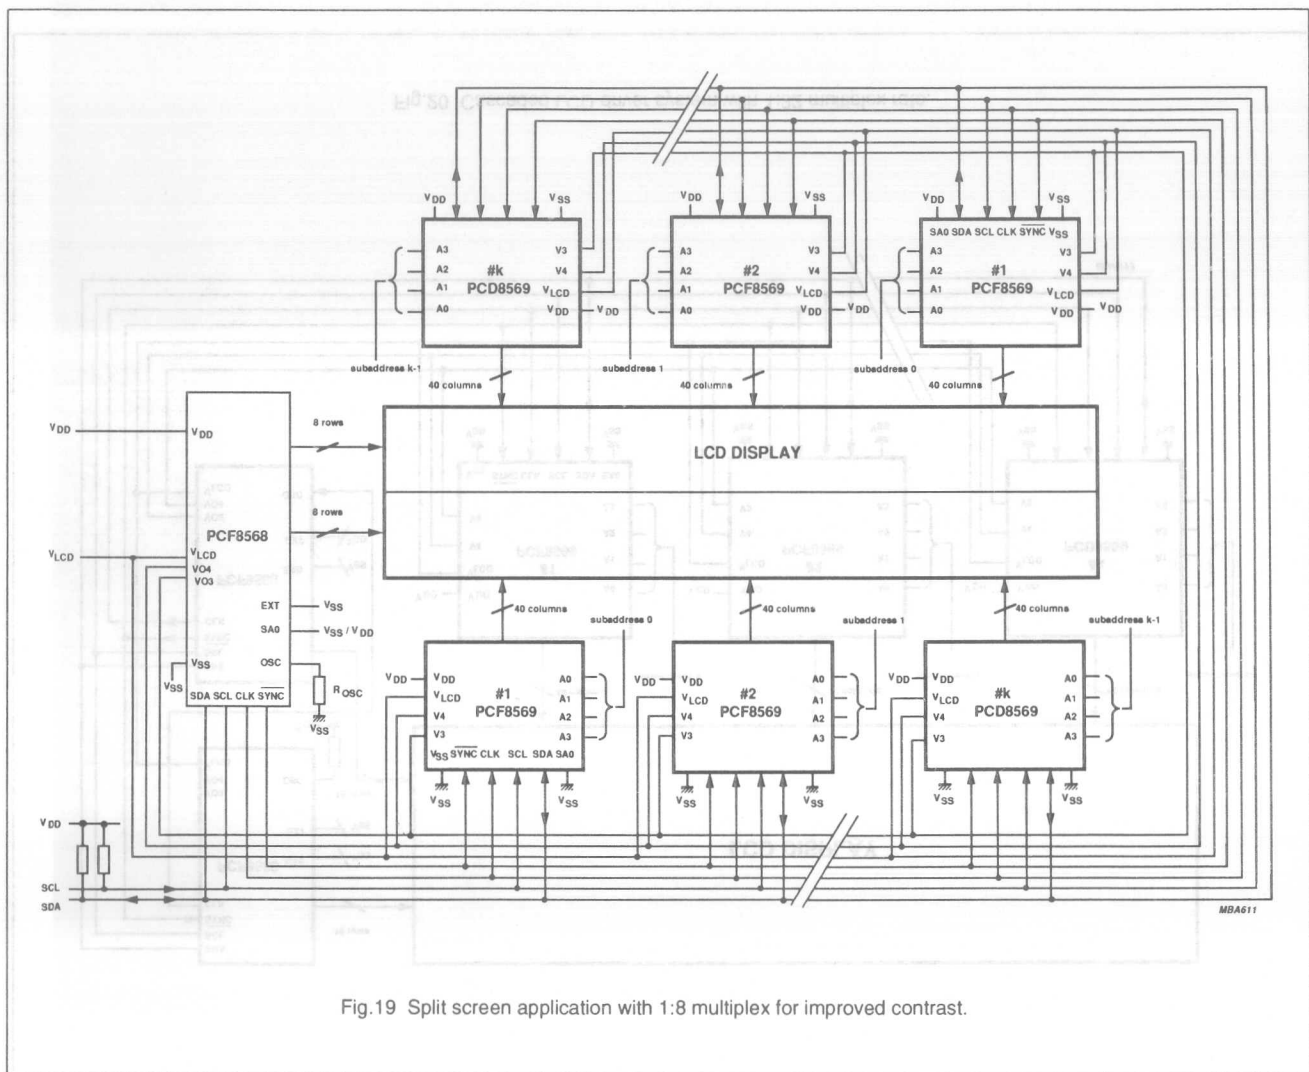 VDD
VSS
VDD
VSS
VDD
VSS
SA0 SDA SCL CLK SYNC VSS
A3
A2
A1
A0
#k
PCD8569
V3
V4
VLCD
VDD
VDD
A3
A2
A1
A0
#2
PCF8569
V3
V4
VLCD
VDD
VDD
A3
A2
A1
A0
#1
PCF8569
V3
V4
VLCD
VDD
VDD
subaddress k-1
40 columns
subaddress 1
40 columns
subaddress 0
40 columns
VDD
VDD
8 rows
LCD DISPLAY
8 rows
PCF8568
VLCD
VLCD
VO4
VO3
EXT
VSS
SA0
VSS / VDD
VSS
OSC
VSS
ROSC
VSS
SDA SCL CLK SYNC
40 columns
subaddress 0
40 columns
subaddress 1
40 columns
subaddress k-1
VDD
VDD
VLCD
V4
V3
#1
PCF8569
A0
A1
A2
A3
VSS SYNC CLK SCL SDA SA0
VSS
VSS
VDD
VDD
VLCD
V4
V3
#2
PCF8569
A0
A1
A2
A3
VSS
VSS
VDD
VDD
VLCD
V4
V3
#k
PCD8569
A0
A1
A2
A3
VSS
VSS
VDD
SCL
SDA
MBA611
Fig.19 Split screen application with 1:8 multiplex for improved contrast.